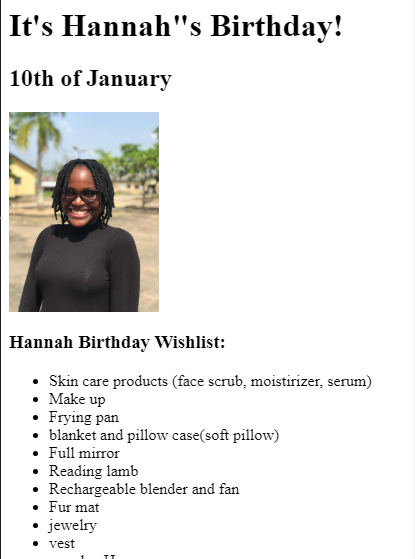 It's Hannah"s Birthday!
10th of January
Hannah Birthday Wishlist:
Skin care products (face scrub, moistirizer, serum)
Make up
Frying pan
blanket and pillow case(soft pillow)
Full mirror
Reading lamb
Rechargeable blender and fan
Fur mat
jewelry
vest